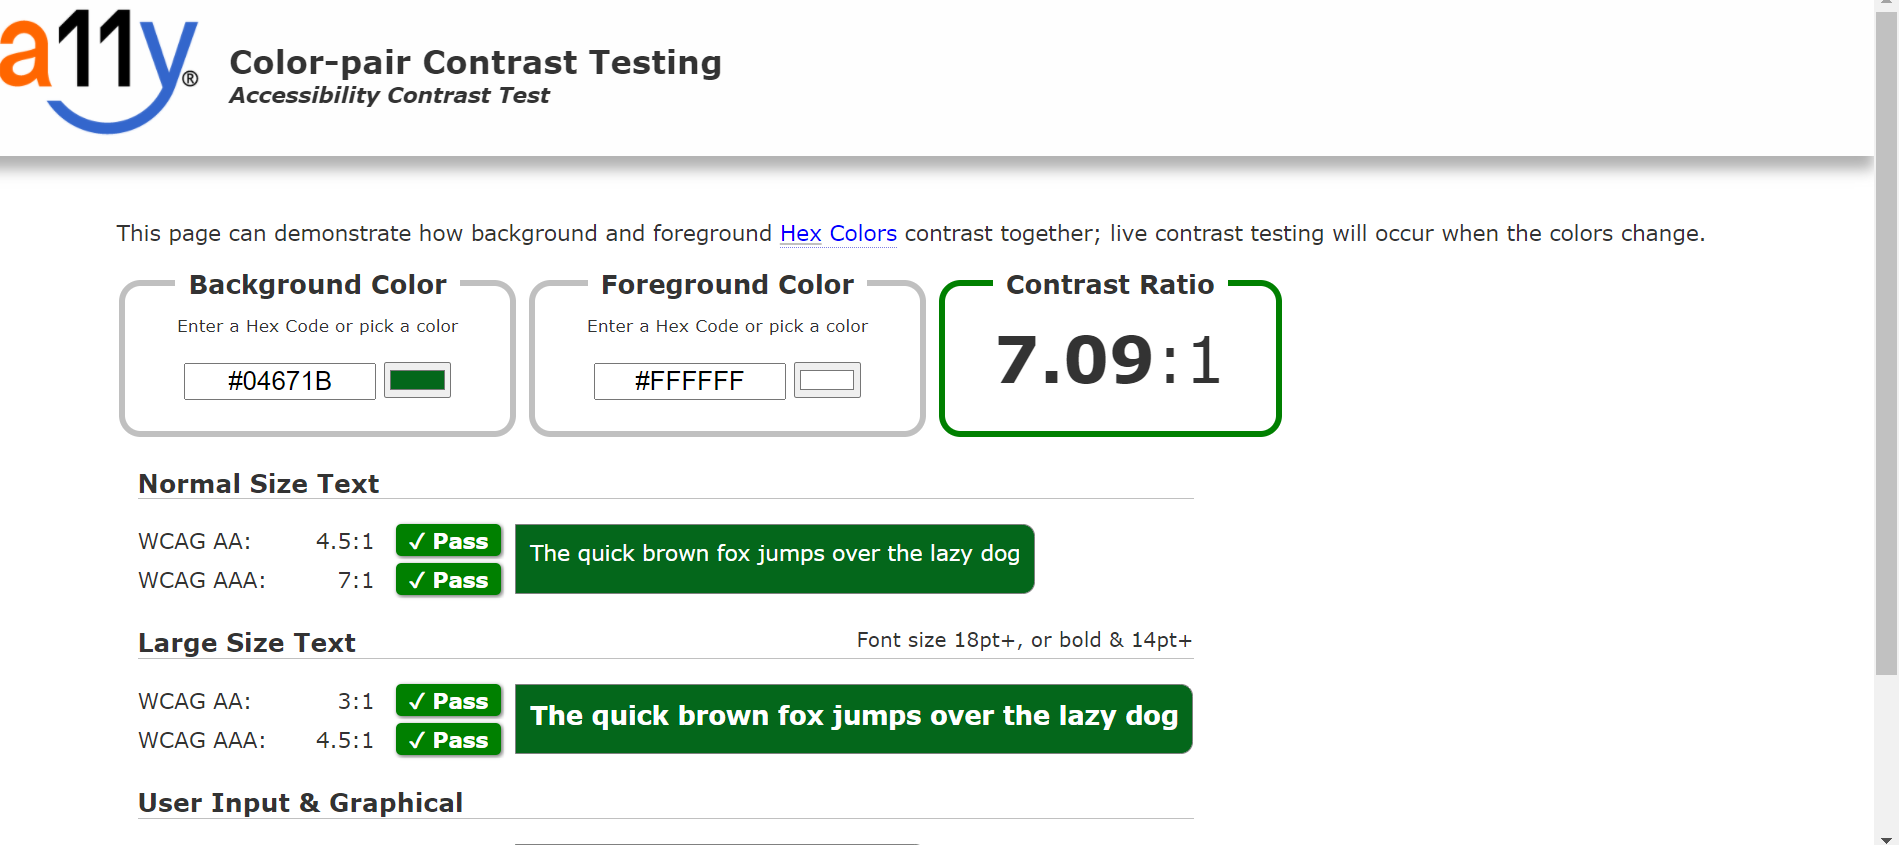 a11y®
Color-pair Contrast Testing
Accessibility Contrast Test
This page can demonstrate how background and foreground Hex Colors contrast together; live contrast testing will occur when the colors change.
Background Color
Enter a Hex Code or pick a color
#04671B
Foreground Color
Enter a Hex Code or pick a color
#FFFFFF
Contrast Ratio
7.09:1
Normal Size Text
WCAG AA: 4.5:1 ✓ Pass
WCAG AAA: 7:1 ✓ Pass
The quick brown fox jumps over the lazy dog
Large Size Text
Font size 18pt+, or bold & 14pt+
WCAG AA: 3:1 ✓ Pass
WCAG AAA: 4.5:1 ✓ Pass
The quick brown fox jumps over the lazy dog
User Input & Graphical